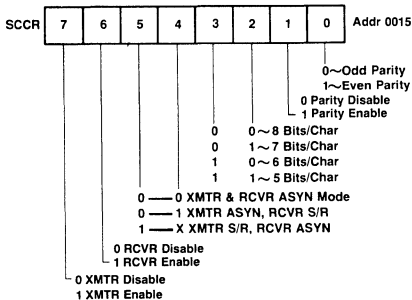 SCCR 7 6 5 4 3 2 1 0 Addr 0015
0~Odd Parity
1~Even Parity
0 Parity Disable
1 Parity Enable
0 0~8 Bits/Char
0 1~7 Bits/Char
1 0~6 Bits/Char
1 1~5 Bits/Char
0—0 XMTR & RCVR ASYN Mode
0—1 XMTR ASYN, RCVR S/R
1—X XMTR S/R, RCVR ASYN
0 RCVR Disable
1 RCVR Enable
0 XMTR Disable
1 XMTR Enable